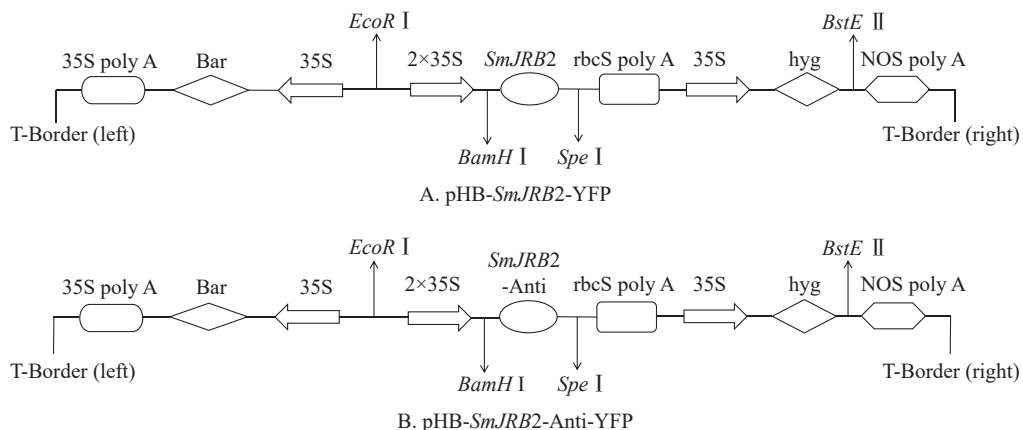 EcoR I
BstE II
35S poly A Bar 35S 2×35S SmJRB2 rbcS poly A 35S hyg NOS poly A
T-Border (left) T-Border (right)
BamH I Spe I
A. pHB-SmJRB2-YFP
EcoR I SmJRB2 BstE II
35S poly A Bar 35S 2×35S -Anti rbcS poly A 35S hyg NOS poly A
T-Border (left) T-Border (right)
BamH I Spe I
B. pHB-SmJRB2-Anti-YFP